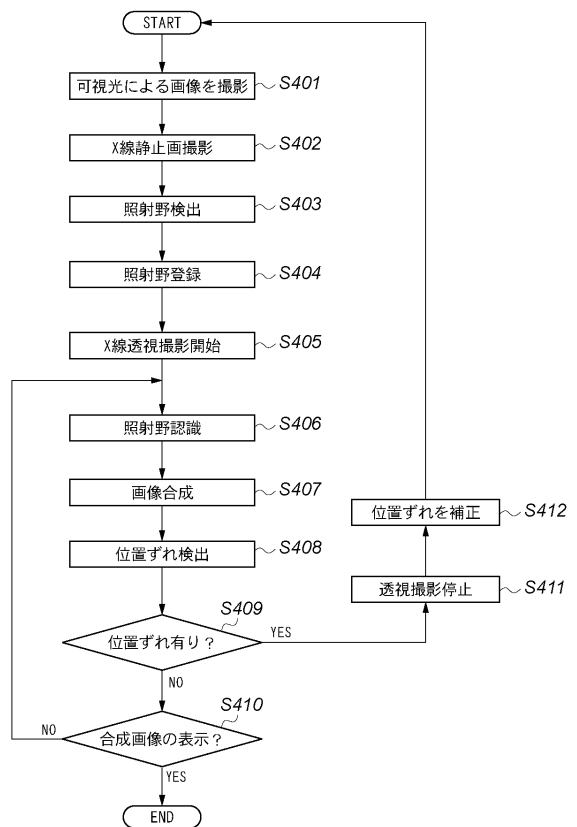 START
可視光による画像を撮影 S401
X線静止画撮影 S402
照射野検出 S403
照射野登録 S404
X線透視撮影開始 S405
照射野認識 S406
画像合成 S407
位置ずれを補正 S412
位置ずれ検出 S408
透視撮影停止 S411
S409
位置ずれ有り？ YES
NO
S410
NO 合成画像の表示？
YES
END